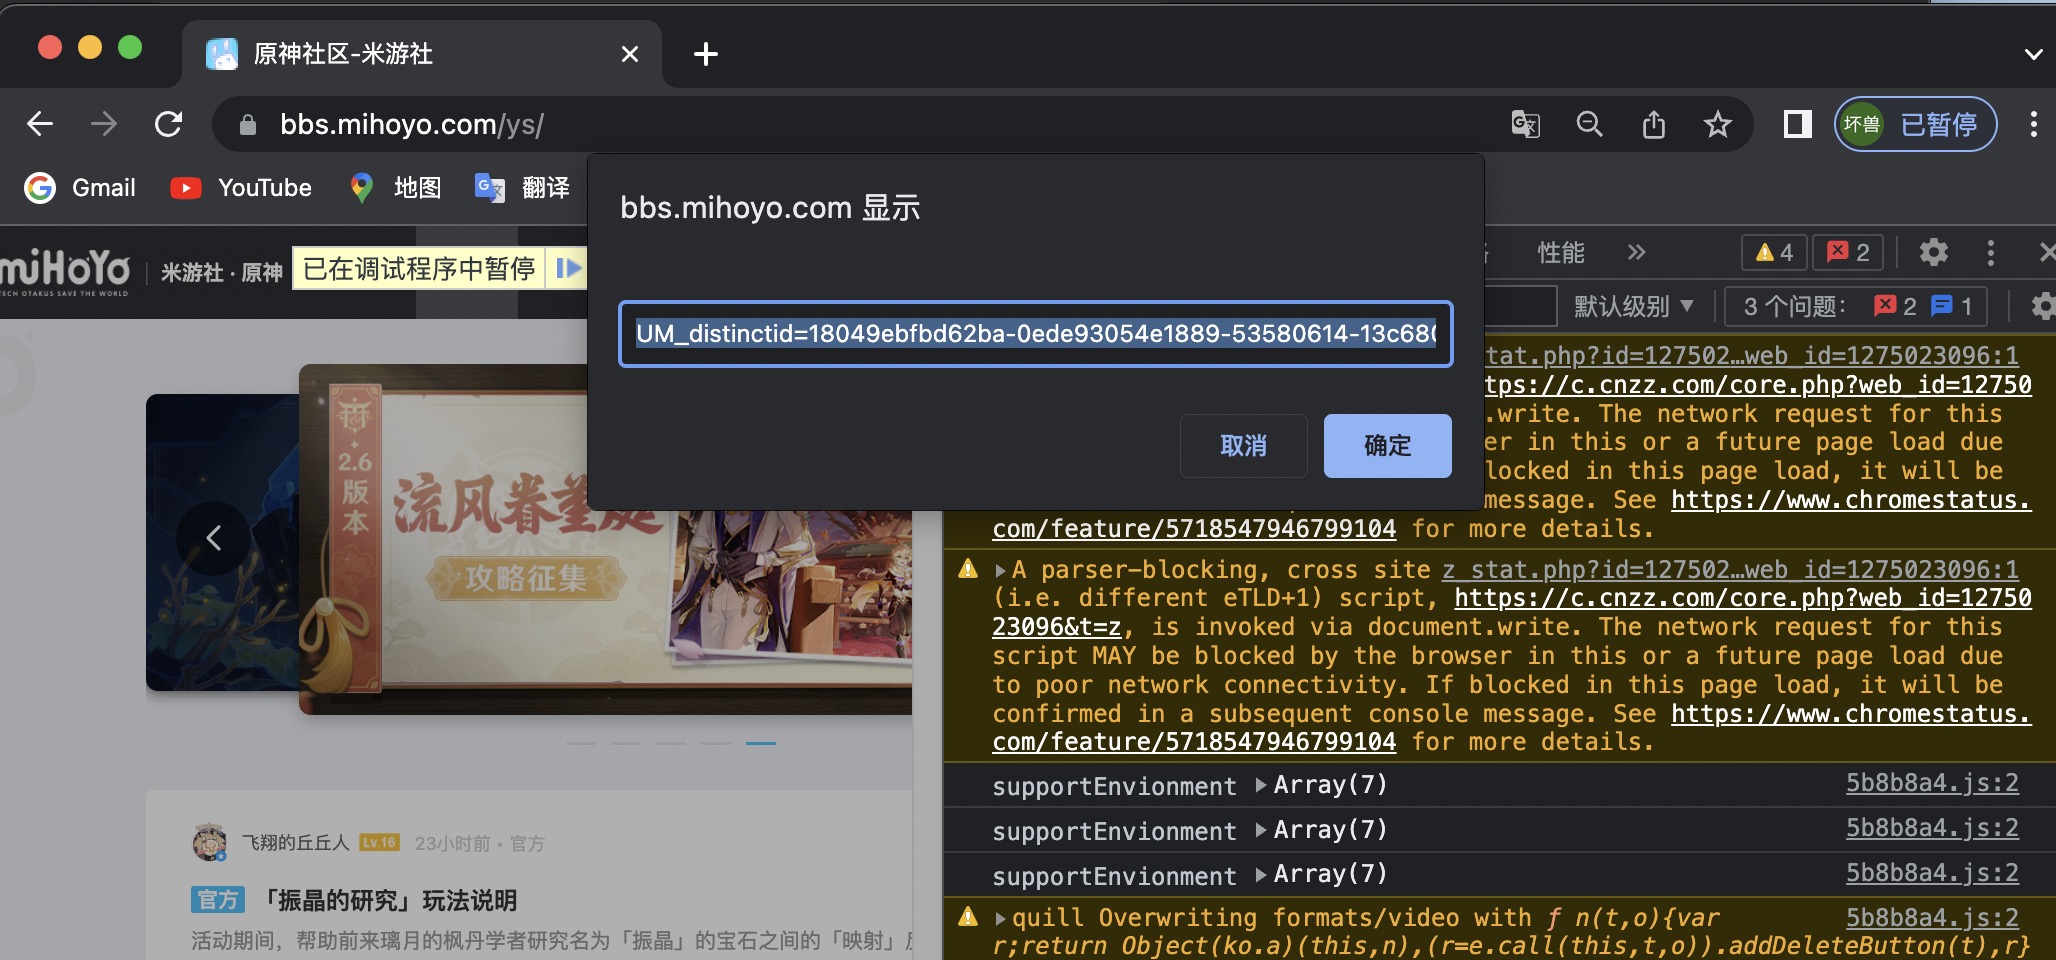 原神社区-米游社
bbs.mihoyo.com/ys/
坏兽 已暂停
Gmail YouTube 地图 翻译
bbs.mihoyo.com 显示
UM_distinctid=18049ebfbd62ba-0ede93054e1889-53580614-13c680
取消 确定
miHoYo
TECH OTAKUS SAVE THE WORLD
米游社·原神
已在调试程序中暂停
2.6版本
攻略征集
飞翔的丘丘人 Lv.16 23小时前·官方
官方 「振晶的研究」玩法说明
活动期间，帮助前来璃月的枫丹学者研究名为「振晶」的宝石之间的「映射」
性能 4 2
默认级别 3 个问题: 2 1
tat.php?id=127502…web_id=1275023096:1
tps://c.cnzz.com/core.php?web_id=12750
.write. The network request for this
er in this or a future page load due
locked in this page load, it will be
message. See https://www.chromestatus.
com/feature/5718547946799104 for more details.
A parser-blocking, cross site z_stat.php?id=127502…web_id=1275023096:1
(i.e. different eTLD+1) script, https://c.cnzz.com/core.php?web_id=12750
23096&t=z, is invoked via document.write. The network request for this
script MAY be blocked by the browser in this or a future page load due
to poor network connectivity. If blocked in this page load, it will be
confirmed in a subsequent console message. See https://www.chromestatus.
com/feature/5718547946799104 for more details.
supportEnvionment Array(7) 5b8b8a4.js:2
supportEnvionment Array(7) 5b8b8a4.js:2
supportEnvionment Array(7) 5b8b8a4.js:2
quill Overwriting formats/video with ƒ n(t,o){var 5b8b8a4.js:2
r;return Object(ko.a)(this,n),(r=e.call(this,t,o)).addDeleteButton(t),r}